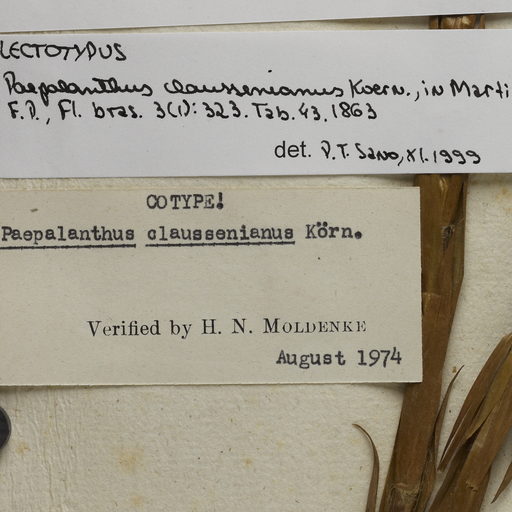 LECTOTYPUS
Paepalanthus claussenianus Koern., in Marti
F.P., Fl. bras. 3(1): 323. Tab. 43. 1863
det. P.T. Sano, XI.1999
COTYPE!
Paepalanthus claussenianus Körn.
Verified by H. N. MOLDENKE
August 1974